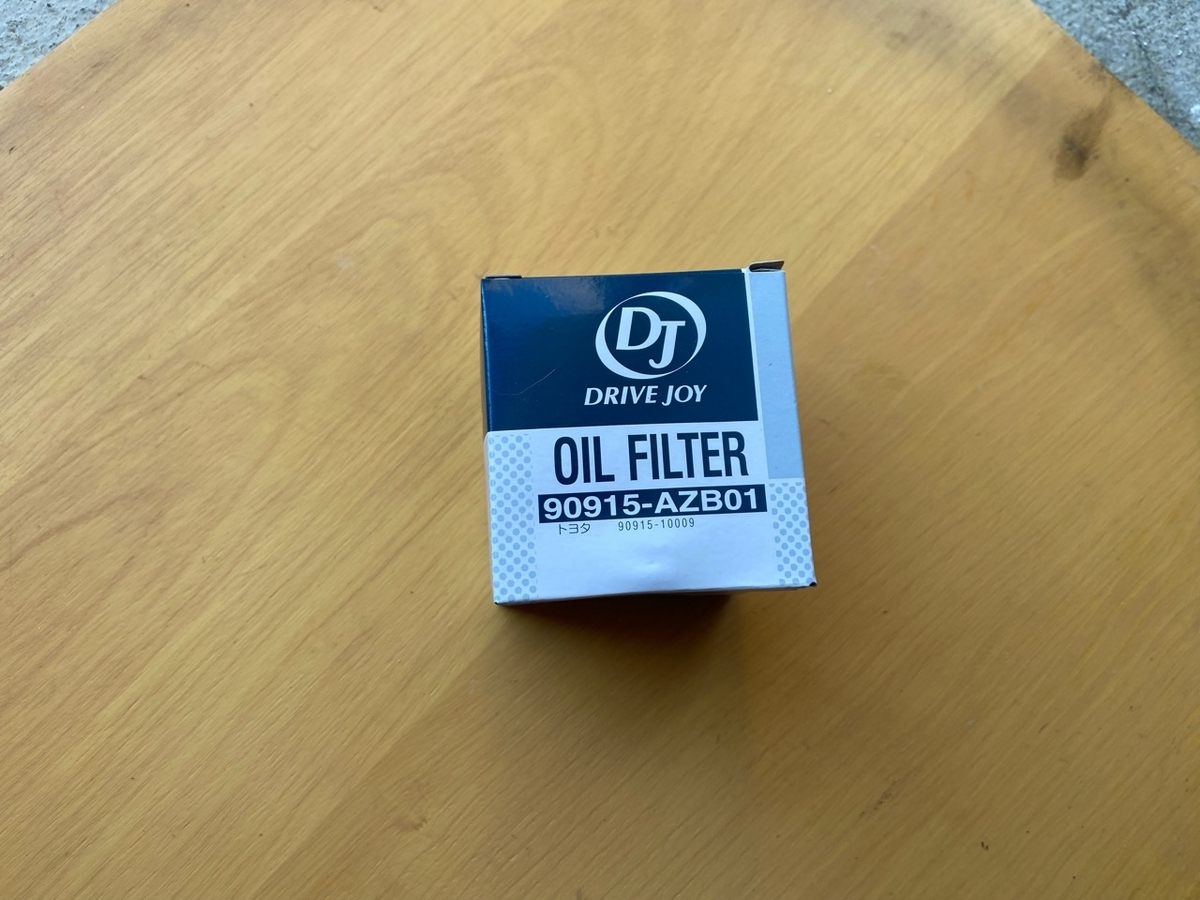 DJ
DRIVE JOY
OIL FILTER
90915-AZB01
トヨタ 90915-10009